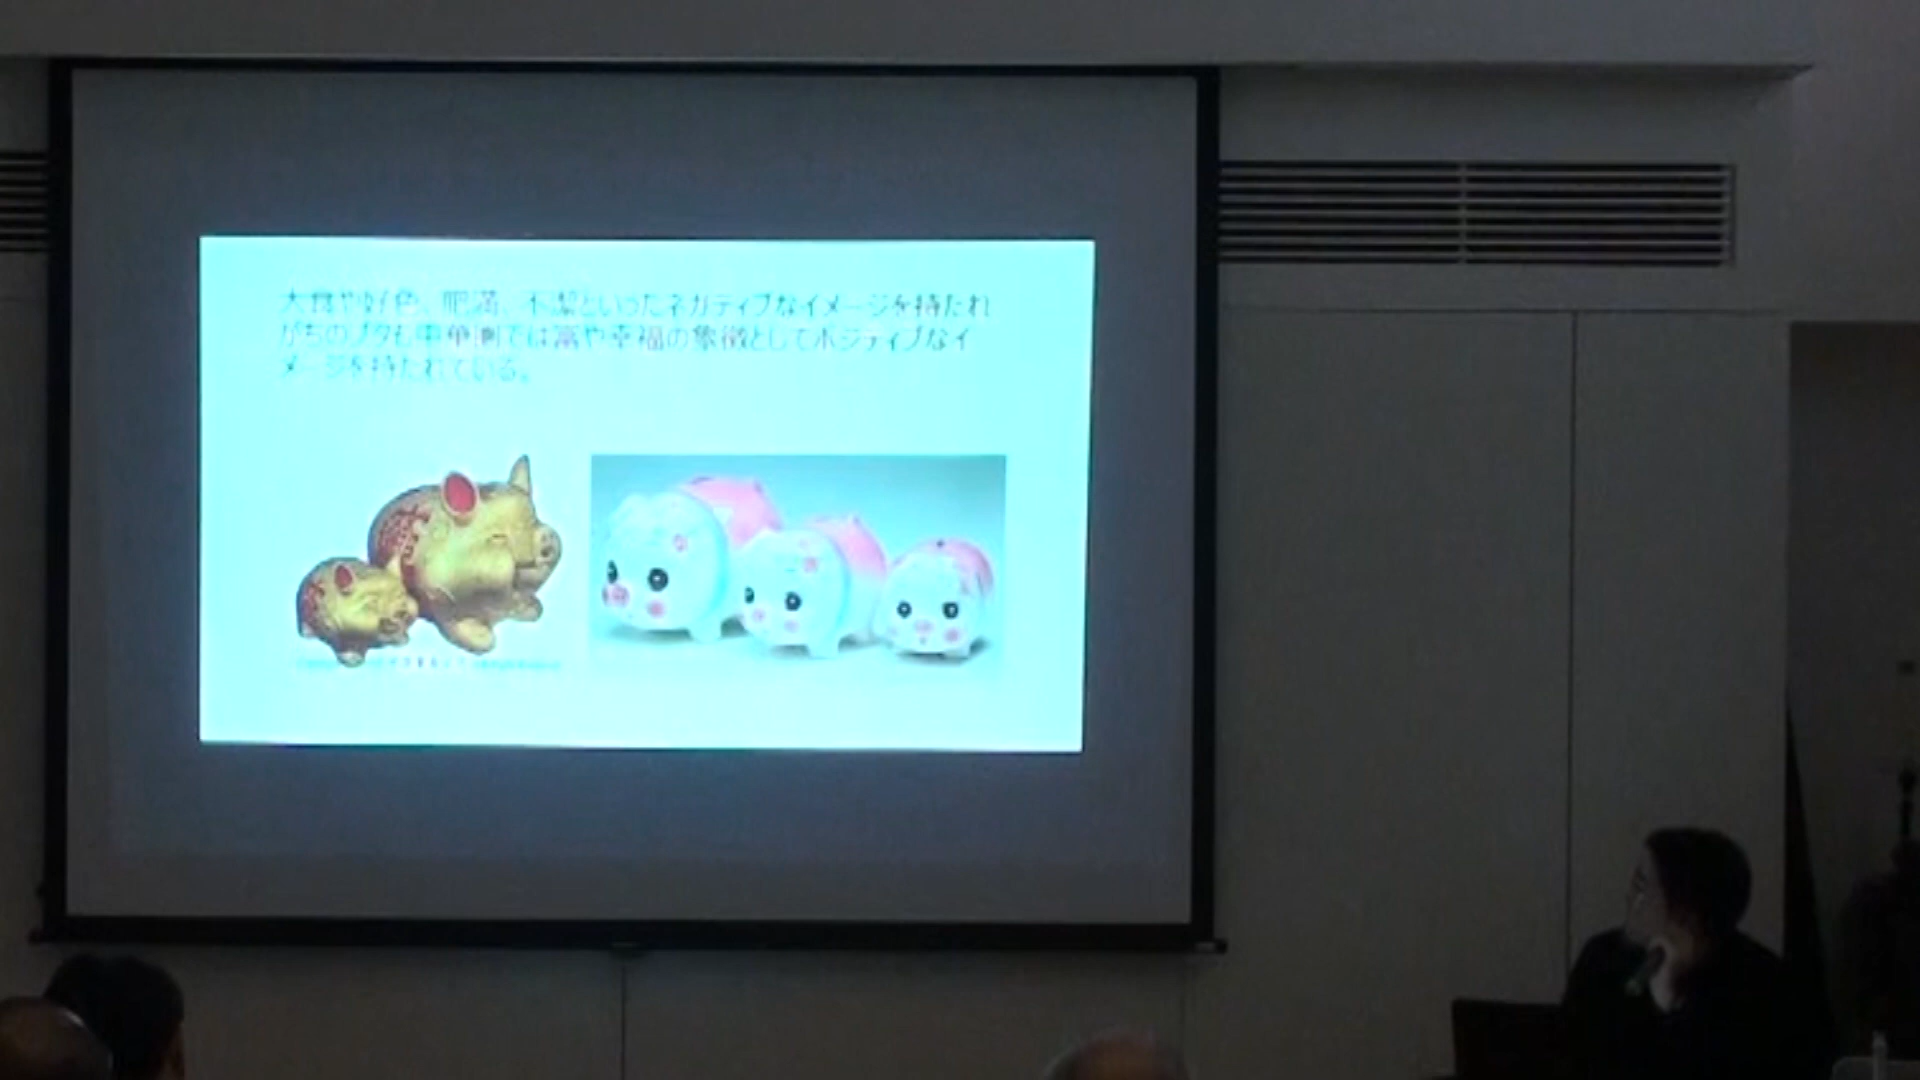 大食や好色、肥満、不潔といったネガティブなイメージを持たれ
がちのブタも中華圏では富や幸福の象徴としてポジティブなイ
メージを持たれている。